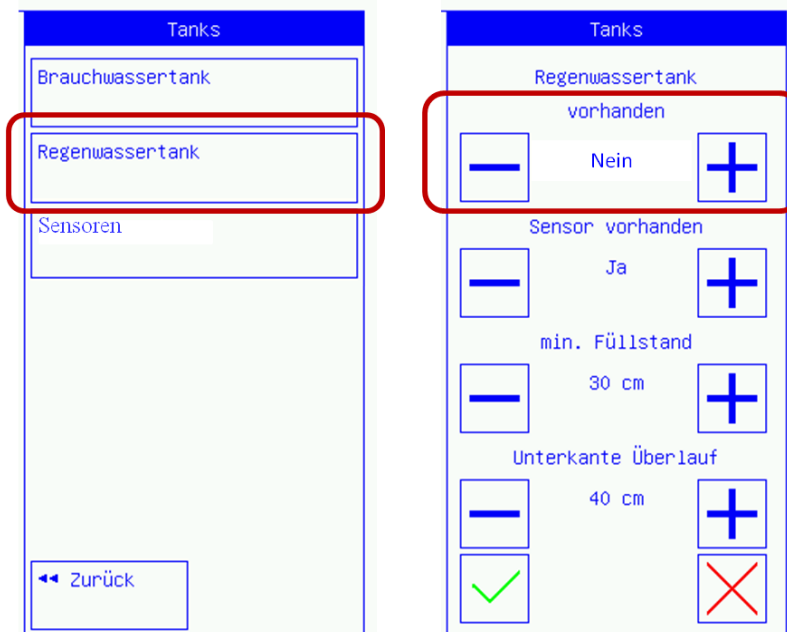 Tanks
Brauchwassertank
Regenwassertank
Sensoren
Zurück
Tanks
Regenwassertank
vorhanden
Nein
Sensor vorhanden
Ja
min. Füllstand
30 cm
Unterkante Überlauf
40 cm